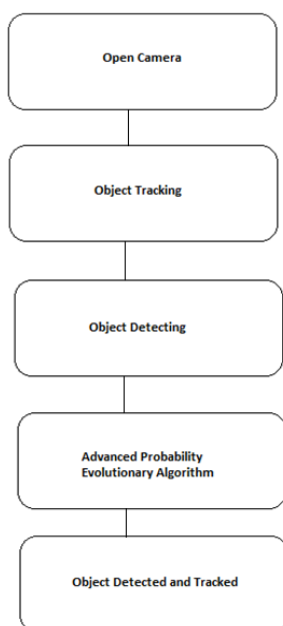 Open Camera
Object Tracking
Object Detecting
Advanced Probability
Evolutionary Algorithm
Object Detected and Tracked